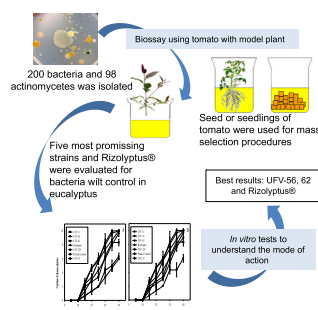 Biossay using tomato with model plant
200 bacteria and 98
actinomycetes was isolated
Seed or seedlings of
tomato were used for mass
selection procedures
Five most promissing
strains and Rizolyptus®
were evaluated for
bacteria wilt control in
eucalyptus
Best results: UFV-56, 62
and Rizolyptus®
In vitro tests to
understand the mode of
action